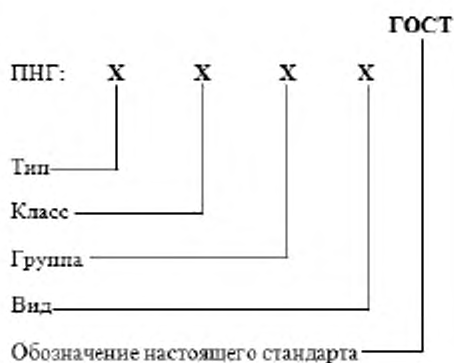 ГОСТ
ПНГ: X X X X
Тип
Класс
Группа
Вид
Обозначение настоящего стандарта